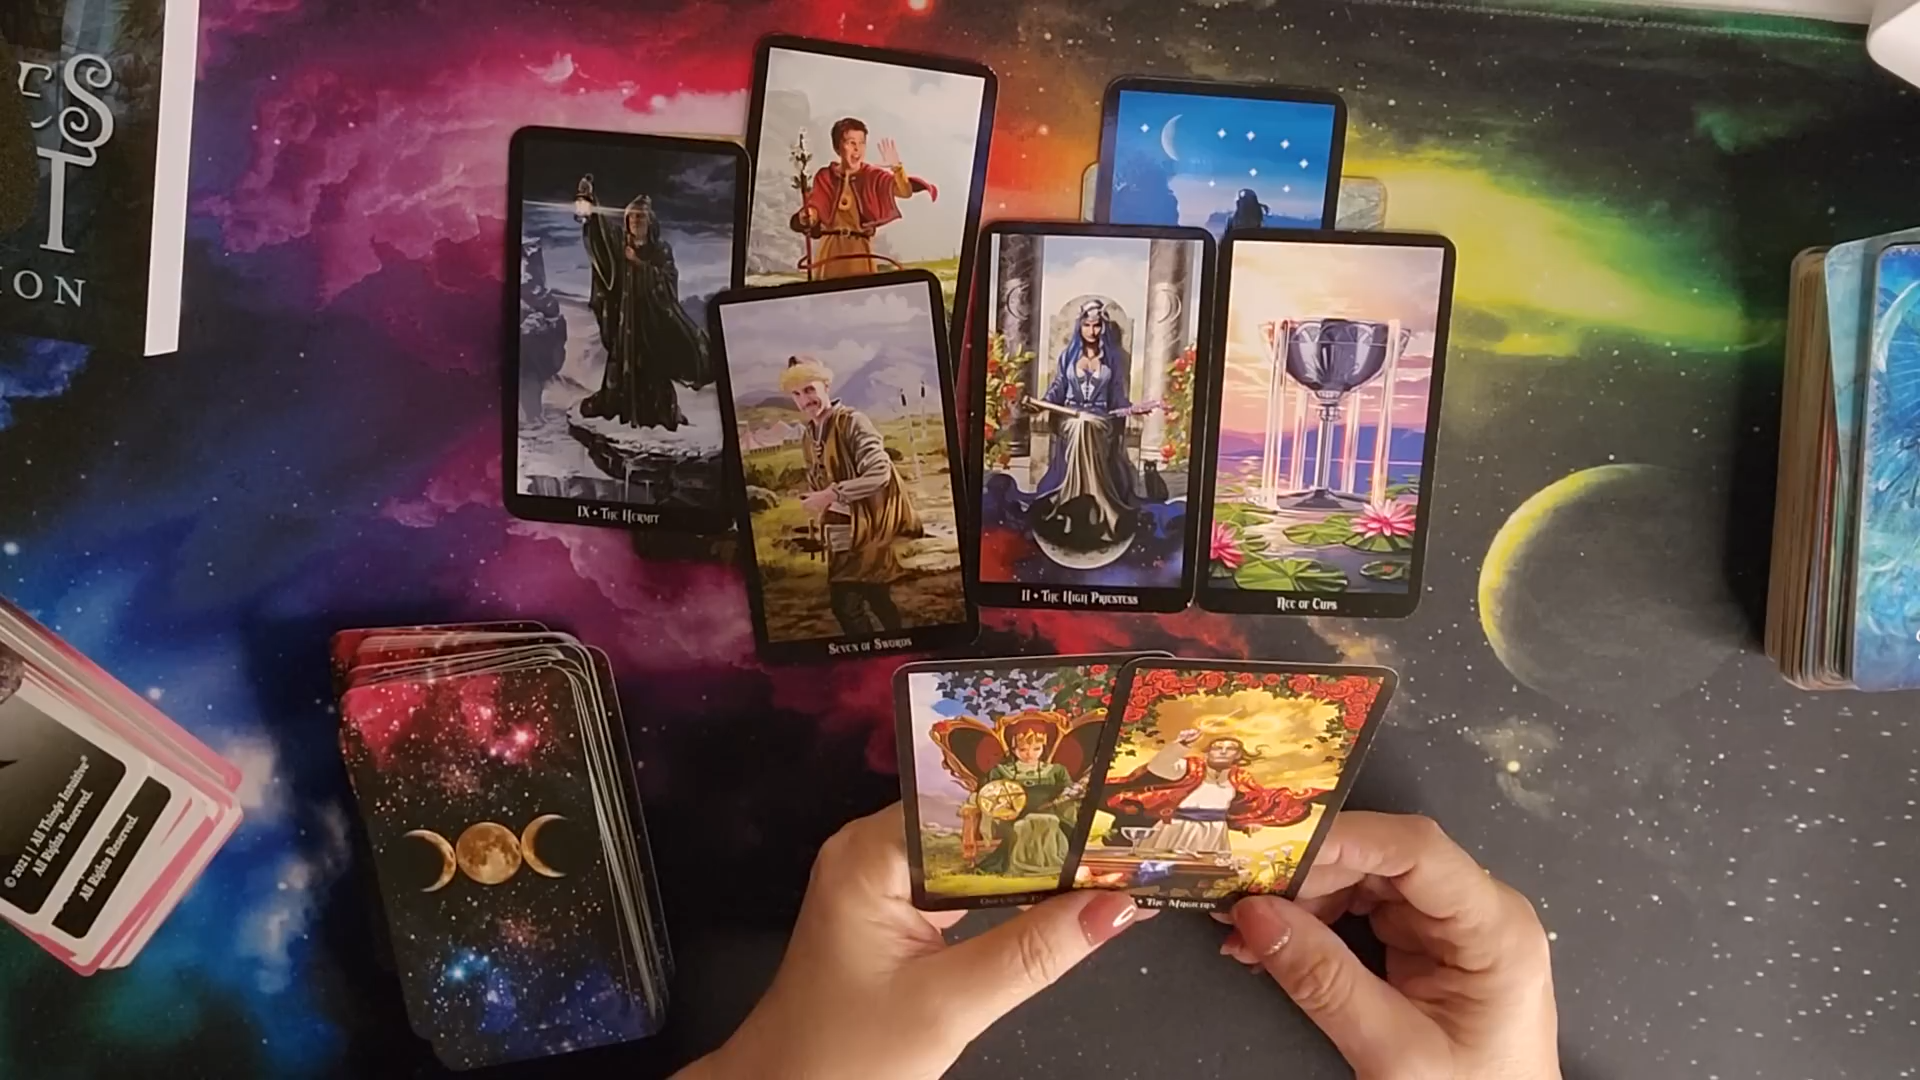 ES
T
ION
IX • The Hermit
Seven of Swords
II • The High Priestess
Ace of Cups
• The Magician
© 2021 | All Things Intuitive®
All Rights Reserved.
All Rights Reserved.